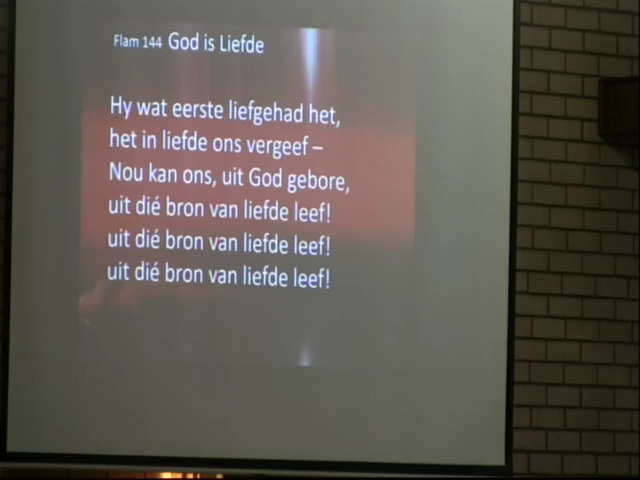 Flam 144 God is Liefde
Hy wat eerste liefgehad het,
het in liefde ons vergeef –
Nou kan ons, uit God gebore,
uit dié bron van liefde leef!
uit dié bron van liefde leef!
uit dié bron van liefde leef!